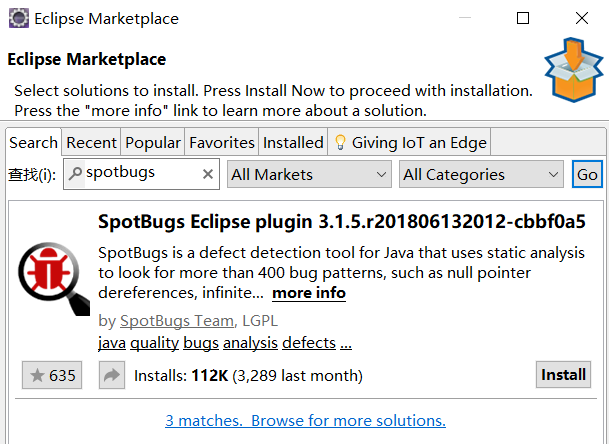 Eclipse Marketplace
Eclipse Marketplace
Select solutions to install. Press Install Now to proceed with installation.
Press the "more info" link to learn more about a solution.
Search Recent Popular Favorites Installed Giving IoT an Edge
查找(i): spotbugs All Markets All Categories Go
SpotBugs Eclipse plugin 3.1.5.r201806132012-cbbf0a5
SpotBugs is a defect detection tool for Java that uses static analysis
to look for more than 400 bug patterns, such as null pointer
dereferences, infinite... more info
by SpotBugs Team, LGPL
java quality bugs analysis defects ...
635 Installs: 112K (3,289 last month) Install
3 matches. Browse for more solutions.